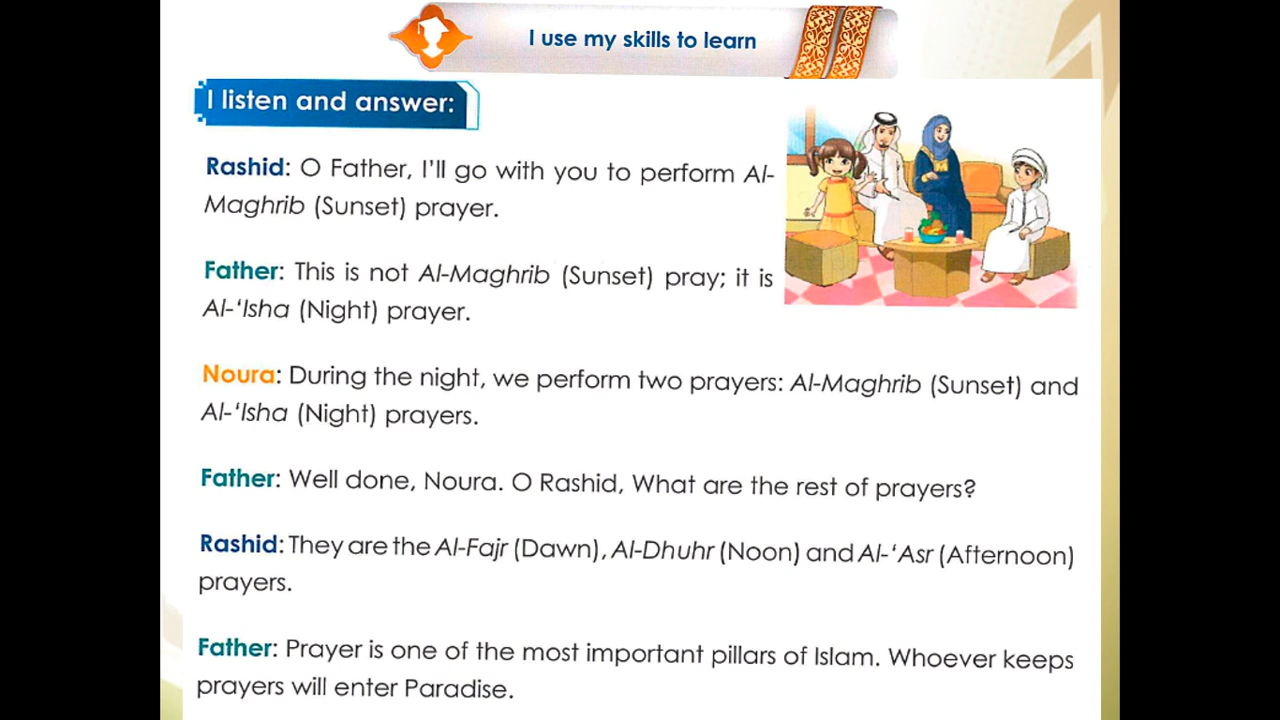 I use my skills to learn
I listen and answer:
Rashid: O Father, I'll go with you to perform Al-
Maghrib (Sunset) prayer.
Father: This is not Al-Maghrib (Sunset) pray; it is
Al-'Isha (Night) prayer.
Noura: During the night, we perform two prayers: Al-Maghrib (Sunset) and
Al-'Isha (Night) prayers.
Father: Well done, Noura. O Rashid, What are the rest of prayers?
Rashid: They are the Al-Fajr (Dawn), Al-Dhuhr (Noon) and Al-'Asr (Afternoon)
prayers.
Father: Prayer is one of the most important pillars of Islam. Whoever keeps
prayers will enter Paradise.